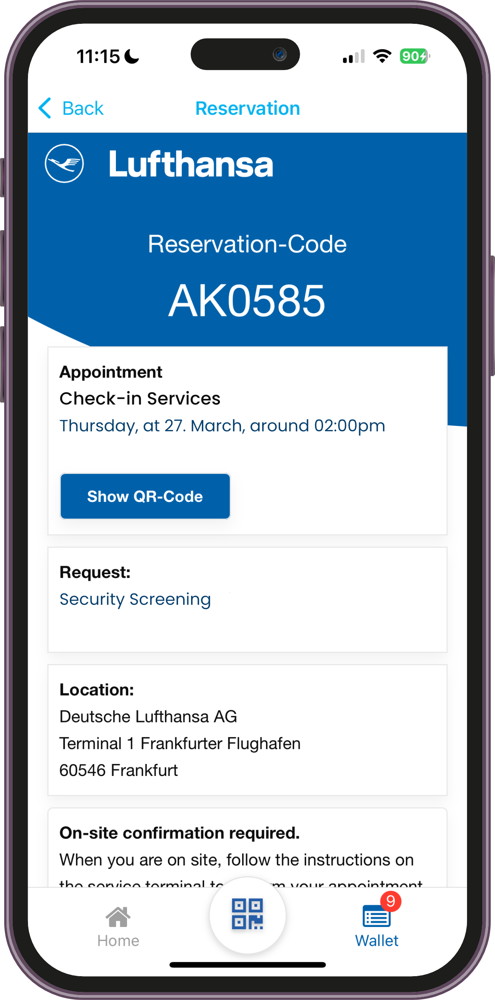 11:15
90
Back
Reservation
Lufthansa
Reservation-Code
AK0585
Appointment
Check-in Services
Thursday, at 27. March, around 02:00pm
Show QR-Code
Request:
Security Screening
Location:
Deutsche Lufthansa AG
Terminal 1 Frankfurter Flughafen
60546 Frankfurt
On-site confirmation required.
When you are on site, follow the instructions on
the service terminal your appointment
9
Home
Wallet